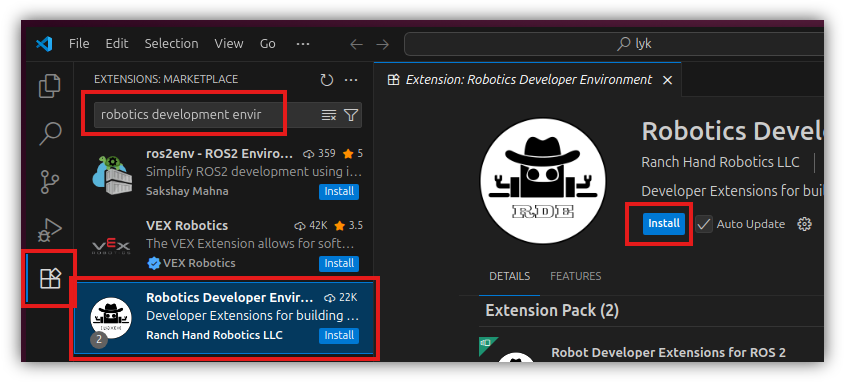 File Edit Selection View Go ···
lyk
EXTENSIONS: MARKETPLACE
robotics development envir
ros2env - ROS2 Enviro... 359 5
Simplify ROS2 development using i...
Sakshay Mahna Install
VEX Robotics 42K 3.5
The VEX Extension allows for soft...
VEX Robotics Install
Robotics Developer Envir... 22K
Developer Extensions for building ...
Ranch Hand Robotics LLC Install
2
Extension: Robotics Developer Environment
RDE
Robotics Devel
Ranch Hand Robotics LLC
Developer Extensions for buil
Install Auto Update
DETAILS FEATURES
Extension Pack (2)
Robot Developer Extensions for ROS 2